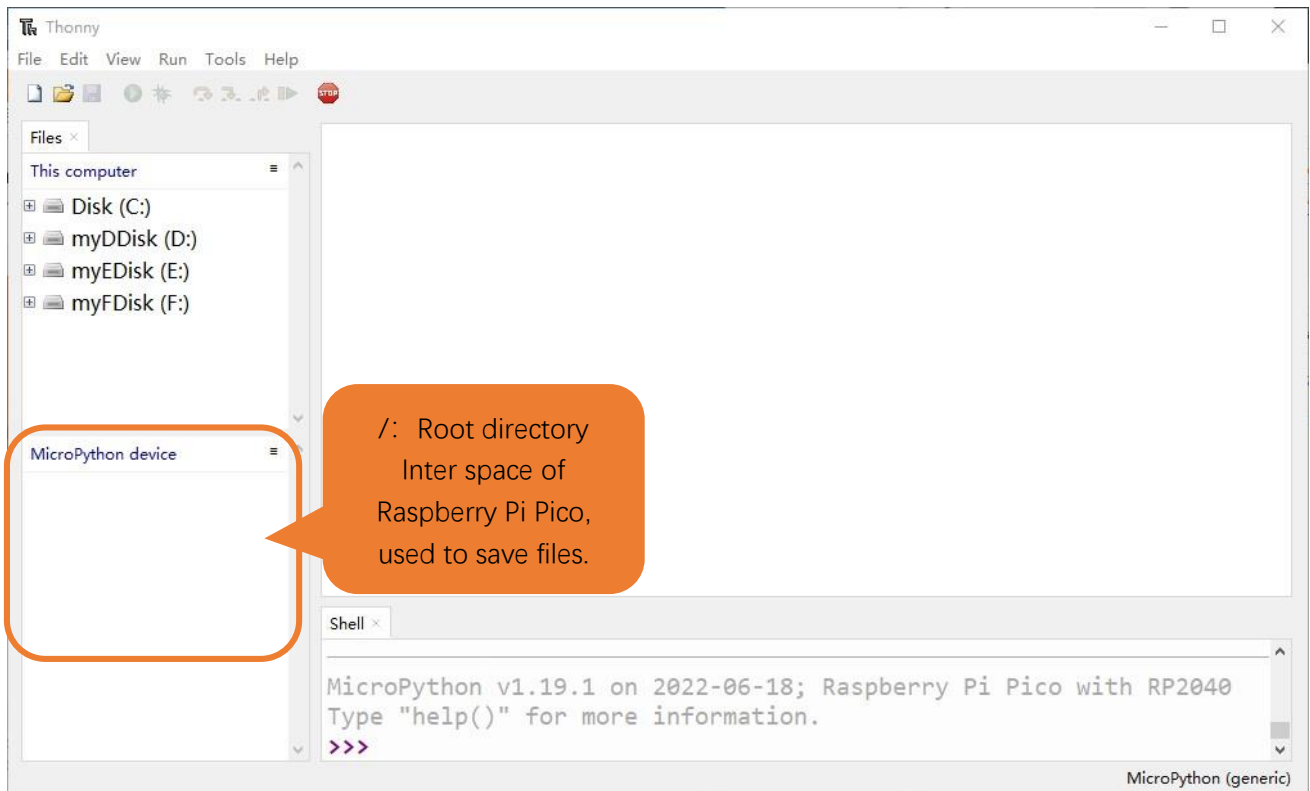 Thonny
File Edit View Run Tools Help
STOP
Files
This computer
Disk (C:)
myDDisk (D:)
myEDisk (E:)
myFDisk (F:)
MicroPython device
/: Root directory
Inter space of
Raspberry Pi Pico,
used to save files.
Shell
MicroPython v1.19.1 on 2022-06-18; Raspberry Pi Pico with RP2040
Type "help()" for more information.
>>>
MicroPython (generic)